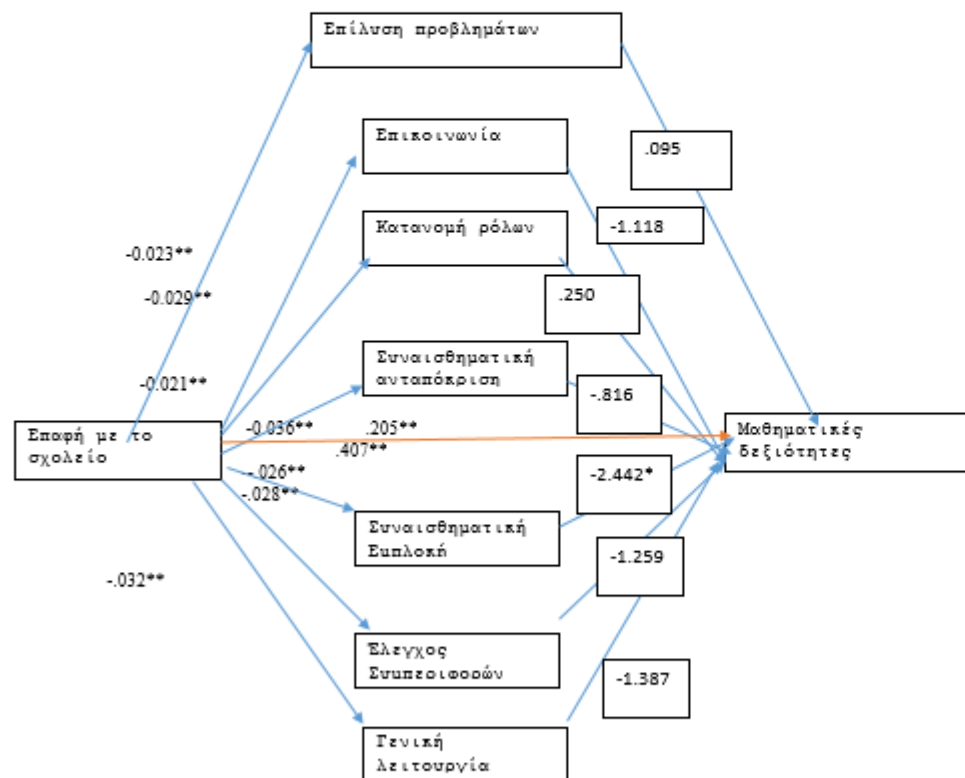 Επίλυση προβλημάτων
.095
Επικοινωνία
-1.118
Κατανομή ρόλων
-0.023**
.250
-0.029**
Συναισθηματική
ανταπόκριση
-.816
-0.021**
-0.036**
.205**
.407**
Επαφή με το
σχολείο
Μαθηματικές
δεξιότητες
-.026**
-.028**
-2.442*
Συναισθηματική
Εμπλοκή
-1.259
-.032**
Έλεγχος
Συμπεριφορών
-1.387
Γενική
λειτουργία